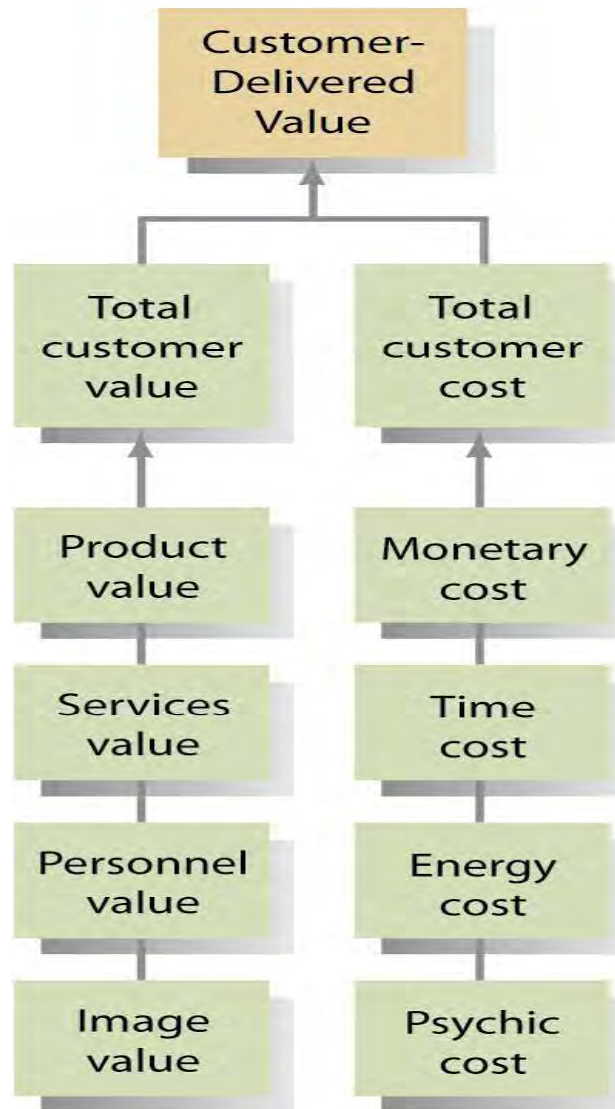 Customer-
Delivered
Value
Total
customer
value
Total
customer
cost
Product
value
Monetary
cost
Services
value
Time
cost
Personnel
value
Energy
cost
Image
value
Psychic
cost